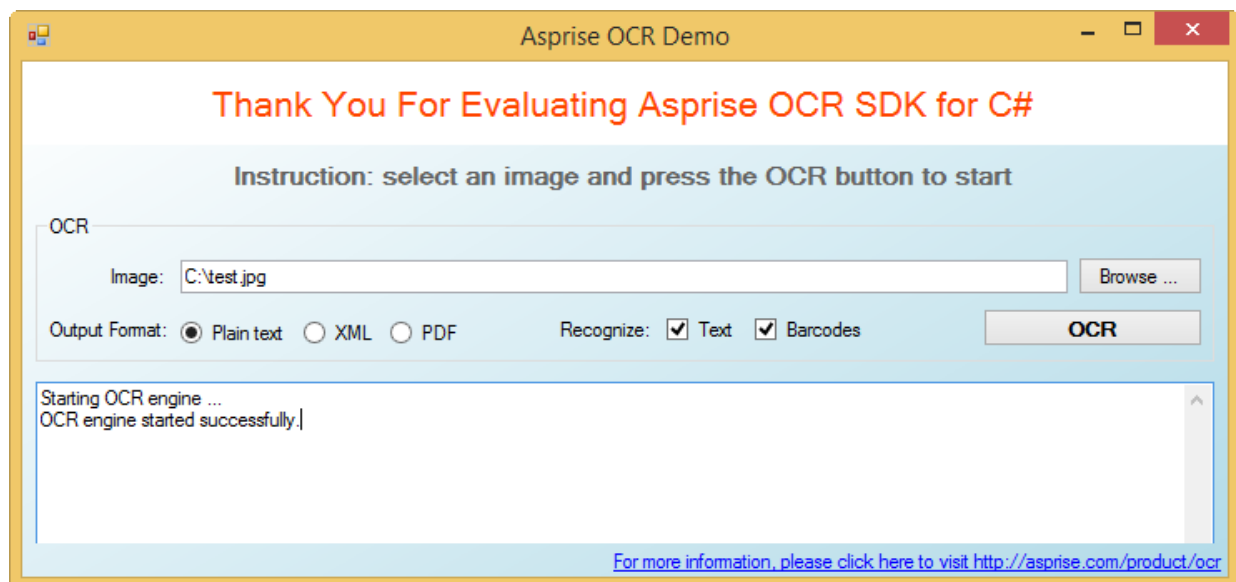 Asprise OCR Demo
Thank You For Evaluating Asprise OCR SDK for C#
Instruction: select an image and press the OCR button to start
OCR
Image: C:\test.jpg Browse ...
Output Format: Plain text XML PDF Recognize: Text Barcodes OCR
Starting OCR engine ...
OCR engine started successfully.
For more information, please click here to visit http://asprise.com/product/ocr